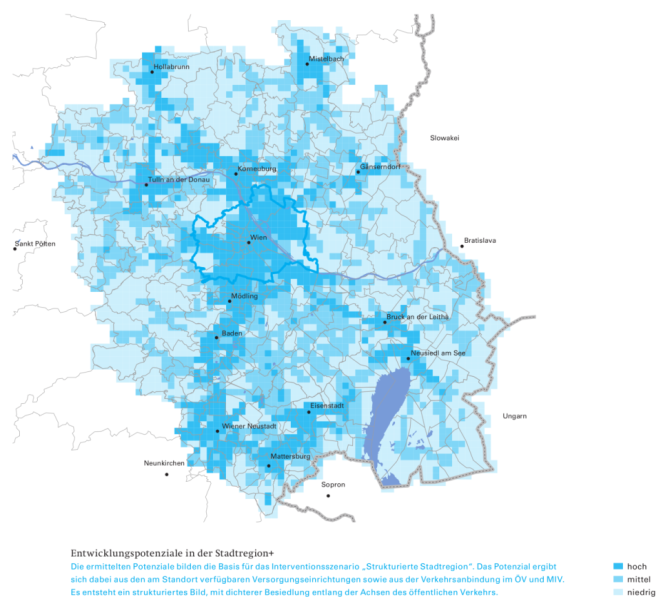 Hollabrunn
Mistelbach
Slowakei
Korneuburg
Gänserndorf
Tulln an der Donau
Wien
Sankt Pölten
Bratislava
Mödling
Bruck an der Leitha
Baden
Neusiedl am See
Eisenstadt
Ungarn
Wiener Neustadt
Mattersburg
Neunkirchen
Sopron
Entwicklungspotenziale in der Stadtregion+
Die ermittelten Potenziale bilden die Basis für das Interventionsszenario „Strukturierte Stadtregion“. Das Potenzial ergibt
sich dabei aus den am Standort verfügbaren Versorgungseinrichtungen sowie aus der Verkehrsanbindung im ÖV und MIV.
Es entsteht ein strukturiertes Bild, mit dichterer Besiedlung entlang der Achsen des öffentlichen Verkehrs.
hoch
mittel
niedrig